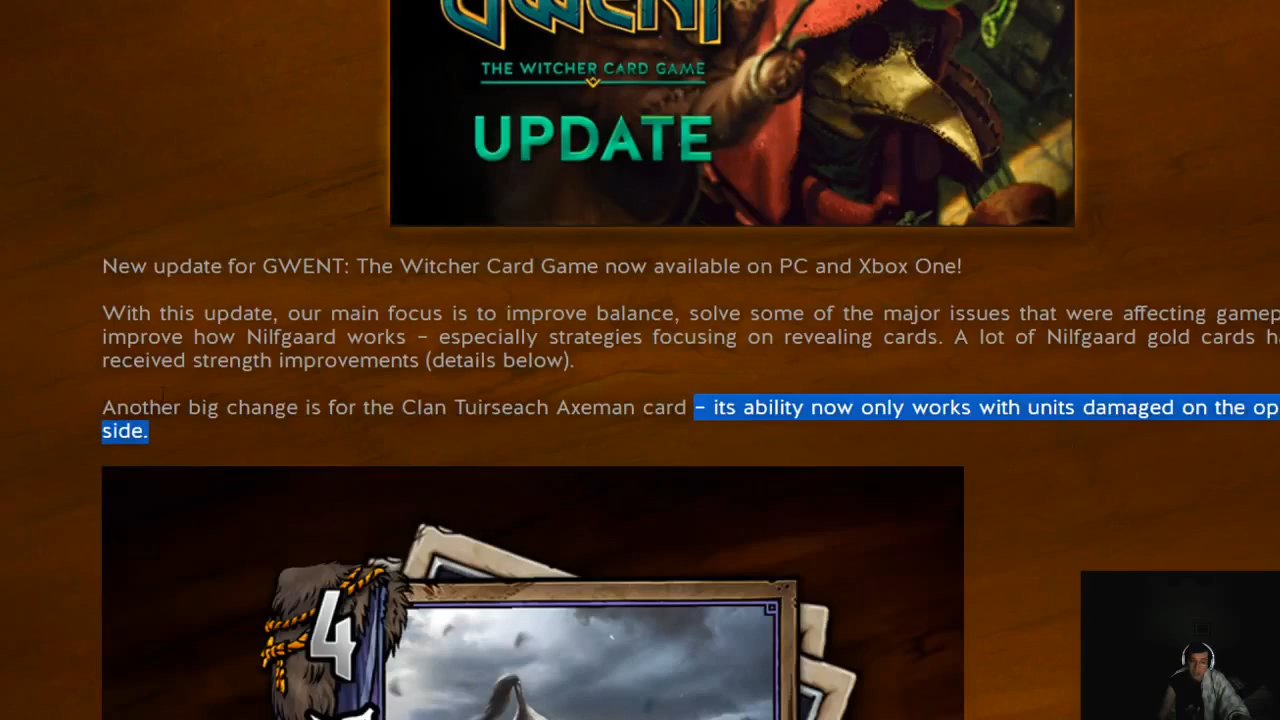 GWENT
THE WITCHER CARD GAME
UPDATE
New update for GWENT: The Witcher Card Game now available on PC and Xbox One!
With this update, our main focus is to improve balance, solve some of the major issues that were affecting
improve how Nilfgaard works – especially strategies focusing on revealing cards. A lot of Nilfgaard gold cards
received strength improvements (details below).
Another big change is for the Clan Tuirseach Axeman card – its ability now only works with units damaged on the
side.
4